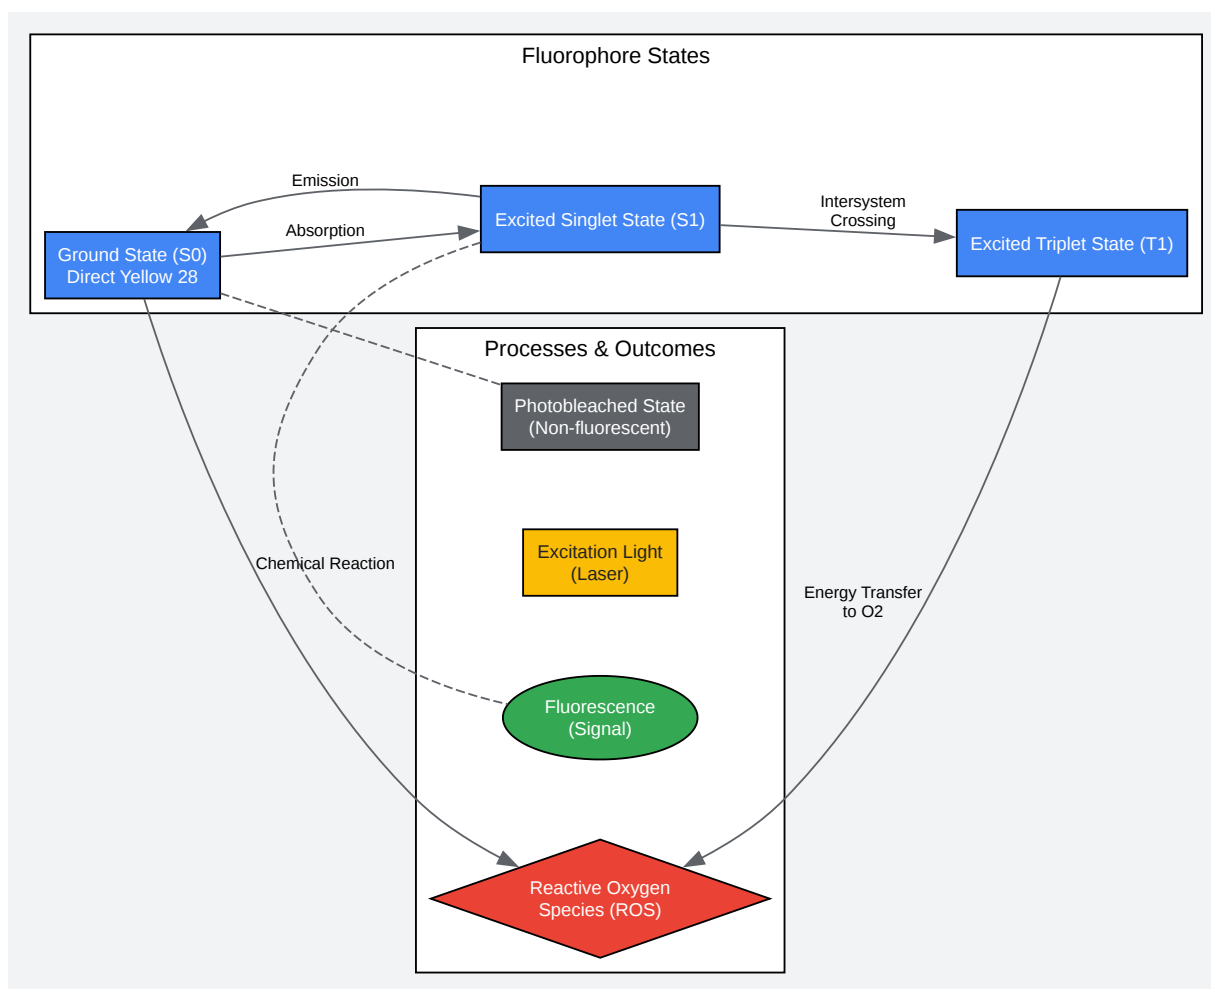 Fluorophore States
Emission
Absorption
Ground State (S0)
Direct Yellow 28
Excited Singlet State (S1)
Intersystem
Crossing
Excited Triplet State (T1)
Processes & Outcomes
Photobleached State
(Non-fluorescent)
Excitation Light
(Laser)
Chemical Reaction
Energy Transfer
to O2
Fluorescence
(Signal)
Reactive Oxygen
Species (ROS)